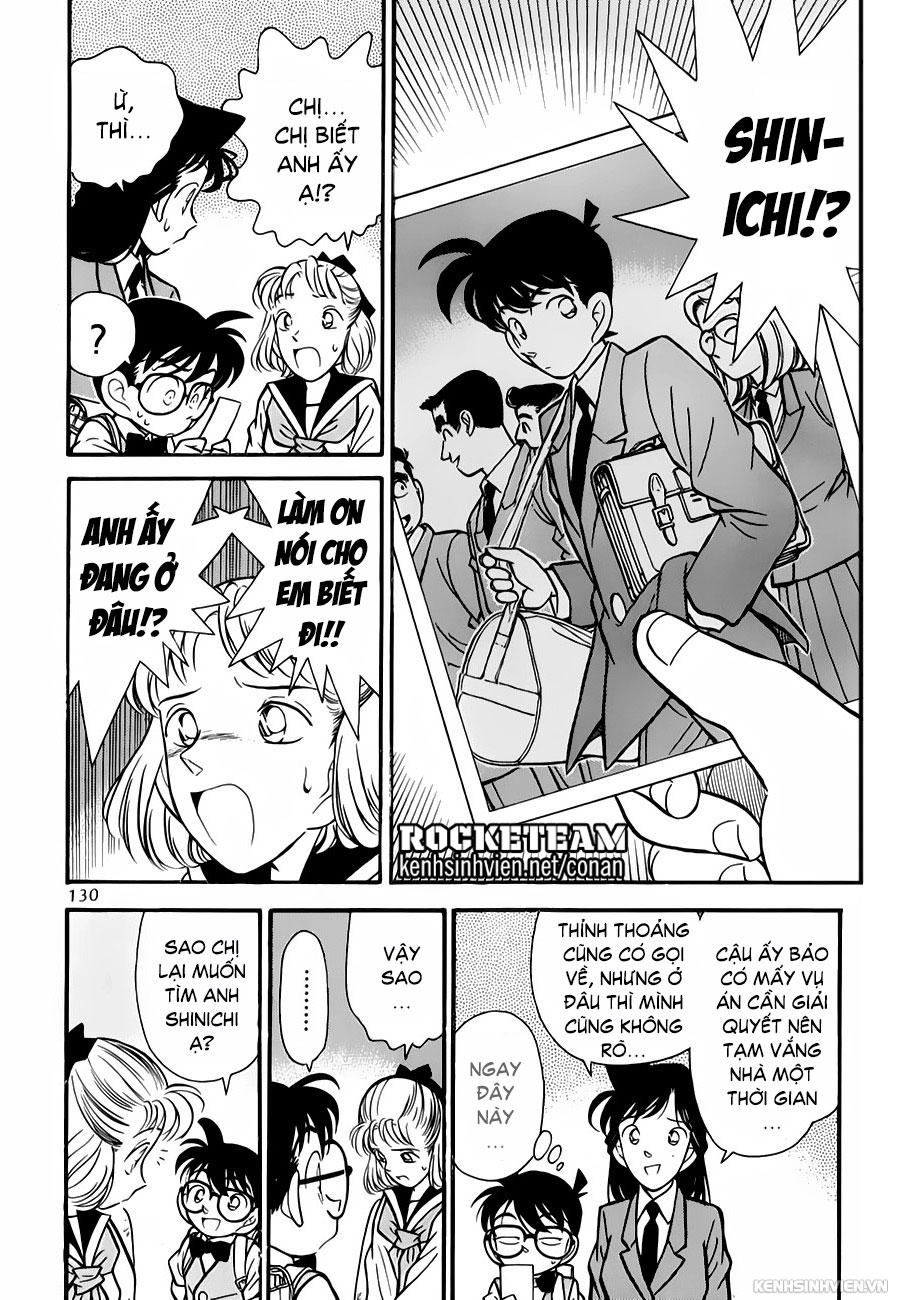 SHIN-
ICHI!?
CHỊ...
CHỊ BIẾT
ANH ẤY
Ạ!?
Ừ,
THÌ...
?
LÀM ƠN
NÓI CHO
EM BIẾT
ĐI!!
ANH ẤY
ĐANG Ở
ĐÂU!?
ROCKETEAM
kenhsinhvien.net/conan
130
CẬU ẤY BẢO
CÓ MẤY VỤ
ÁN CẦN GIẢI
QUYẾT NÊN
TẠM VẮNG
NHÀ MỘT
THỜI GIAN
...
THỈNH THOẢNG
CŨNG CÓ GỌI
VỀ, NHƯNG Ở
ĐÂU THÌ MÌNH
CŨNG KHÔNG
RÕ...
NGAY
ĐÂY
NÀY
...
VẬY
SAO
...
.........
SAO CHỊ
LẠI MUỐN
TÌM ANH
SHINICHI
Ạ?
KENHSINHVIEN.VN